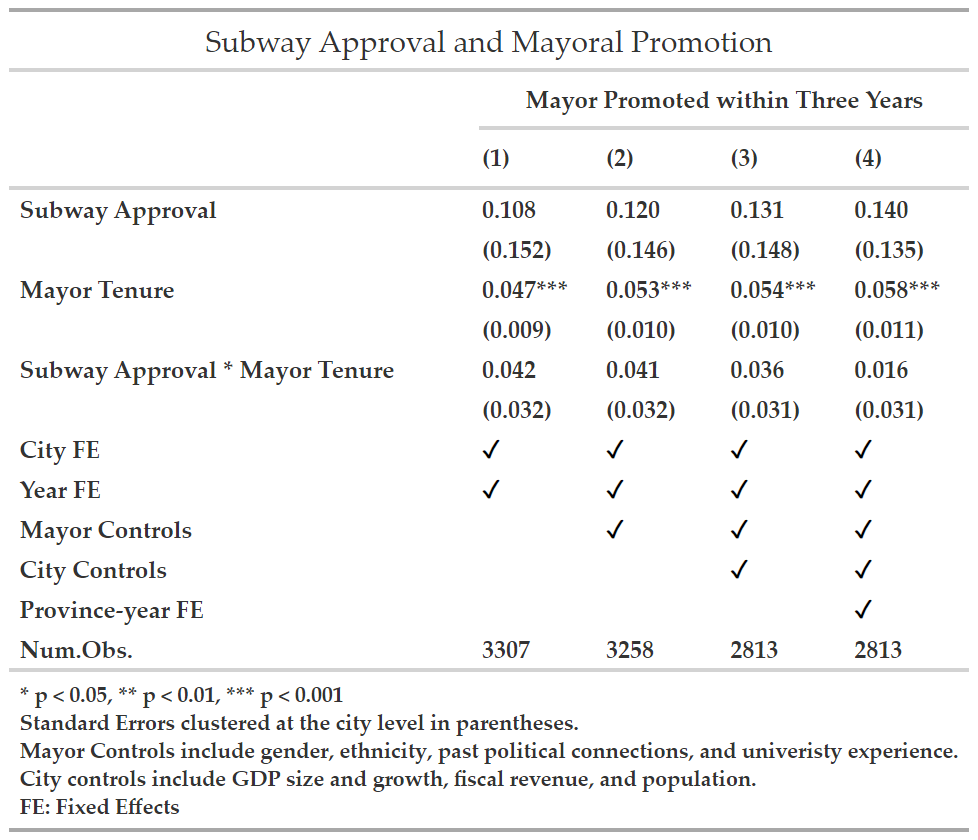 Subway Approval and Mayoral Promotion
Mayor Promoted within Three Years
(1) (2) (3) (4)
Subway Approval 0.108 0.120 0.131 0.140
(0.152) (0.146) (0.148) (0.135)
Mayor Tenure 0.047*** 0.053*** 0.054*** 0.058***
(0.009) (0.010) (0.010) (0.011)
Subway Approval * Mayor Tenure 0.042 0.041 0.036 0.016
(0.032) (0.032) (0.031) (0.031)
City FE ✓ ✓ ✓ ✓
Year FE ✓ ✓ ✓ ✓
Mayor Controls ✓ ✓ ✓
City Controls ✓ ✓
Province-year FE ✓
Num.Obs. 3307 3258 2813 2813
* p < 0.05, ** p < 0.01, *** p < 0.001
Standard Errors clustered at the city level in parentheses.
Mayor Controls include gender, ethnicity, past political connections, and univeristy experience.
City controls include GDP size and growth, fiscal revenue, and population.
FE: Fixed Effects